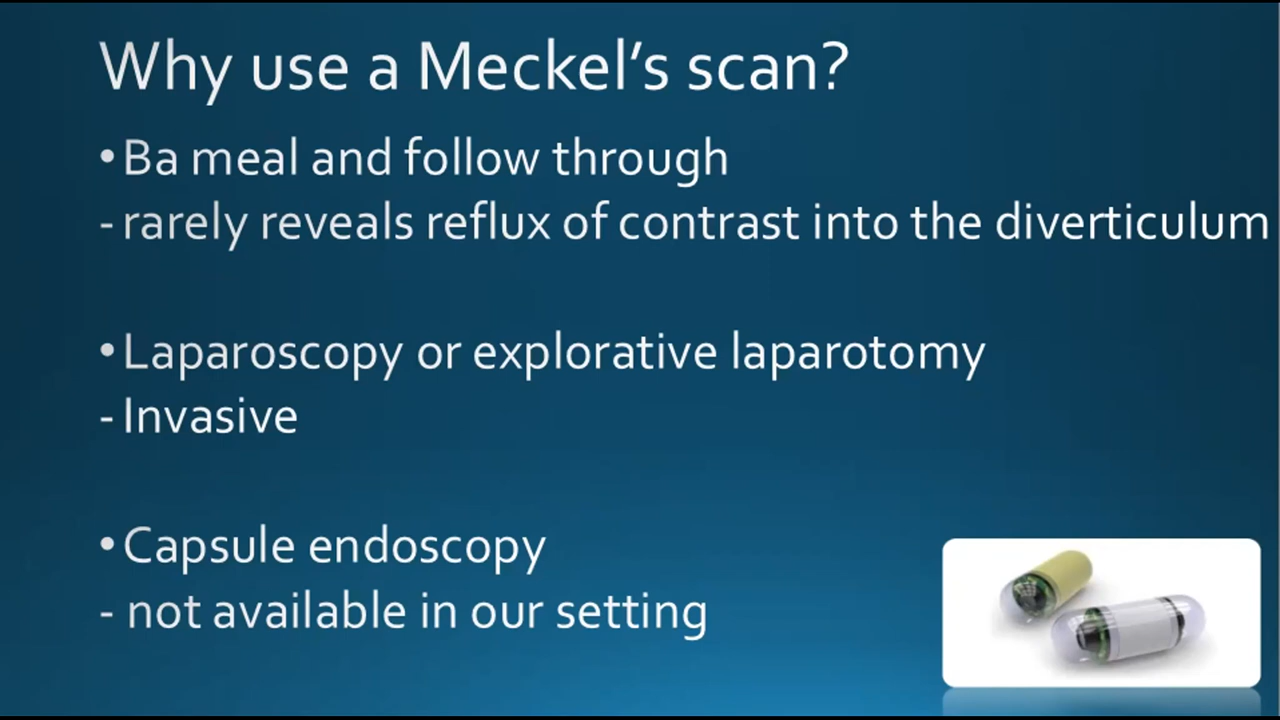 Why use a Meckel's scan?
•Ba meal and follow through
- rarely reveals reflux of contrast into the diverticulum
•Laparoscopy or explorative laparotomy
- Invasive
•Capsule endoscopy
- not available in our setting